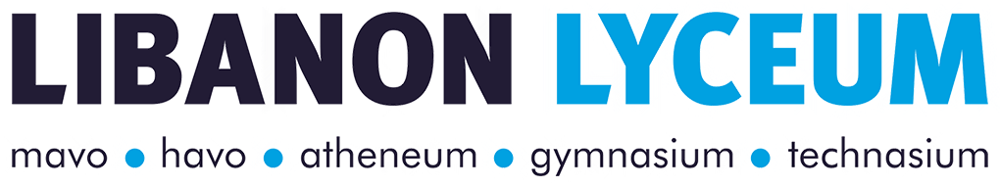 LIBANON LYCEUM
mavo • havo • atheneum • gymnasium • technasium